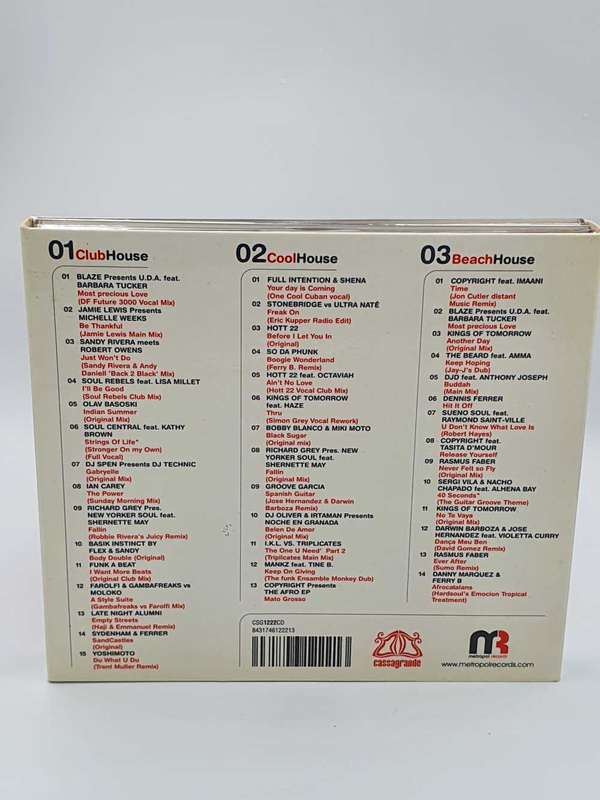 01ClubHouse
01 BLAZE Presents U.D.A. feat.
BARBARA TUCKER
Most precious Love
(DF Future 3000 Vocal Mix)
02 JAMIE LEWIS Presents
MICHELLE WEEKS
Be Thankful
(Jamie Lewis Main Mix)
03 SANDY RIVERA meets
ROBERT OWENS
Just Won't Do
(Sandy Rivera & Andy
Daniell 'Back 2 Black' Mix)
04 SOUL REBELS feat. LISA MILLET
I'll Be Good
(Soul Rebels Club Mix)
05 OLAV BASOSKI
Indian Summer
(Original Mix)
06 SOUL CENTRAL feat. KATHY
BROWN
Strings Of Life"
(Stronger On my Own)
(Full Vocal)
07 DJ SPEN Presents DJ TECHNIC
Gabryelle
(Original Mix)
08 IAN CAREY
The Power
(Sunday Morning Mix)
09 RICHARD GREY Pres.
NEW YORKER SOUL feat.
SHERNETTE MAY
Fallin
(Robbie Rivera's Juicy Remix)
10 BASIK INSTINCT BY
FLEX & SANDY
Body Double (Original)
11 FUNK A BEAT
I Want More Beats
(Original Club Mix)
12 FAROLFI & GAMBAFREAKS vs
MOLOKO
A Style Suite
(Gambafreaks vs Farolfi Mix)
13 LATE NIGHT ALUMNI
Empty Streets
(Haji & Emmanuel Remix)
14 SYDENHAM & FERRER
SandCastles
(Original)
15 YOSHIMOTO
Du What U Do
(Trent Muller Remix)
02CoolHouse
01 FULL INTENTION & SHENA
Your day is Coming
(One Cool Cuban vocal)
02 STONEBRIDGE vs ULTRA NATÉ
Freak On
(Eric Kupper Radio Edit)
03 HOTT 22
Before I Let You In
(Original)
04 SO DA PHUNK
Boogie Wonderland
(Ferry B. Remix)
05 HOTT 22 feat. OCTAVIAH
Ain't No Love
(Hott 22 Vocal Club Mix)
06 KINGS OF TOMORROW
feat. HAZE
Thru
(Simon Grey Vocal Rework)
07 BOBBY BLANCO & MIKI MOTO
Black Sugar
(Original mix)
08 RICHARD GREY Pres. NEW
YORKER SOUL feat.
SHERNETTE MAY
Fallin
(Original Mix)
09 GROOVE GARCIA
Spanish Guitar
(Jose Hernandez & Darwin
Barboza Remix)
10 DJ OLIVER & IRTAMAN Presents
NOCHE EN GRANADA
Belen De Amor
(Original Mix)
11 I.K.L. VS. TRIPLICATES
The One U Need' Part 2
(Triplicates Main Mix)
12 MANKZ feat. TINE B.
Keep On Giving
(The funk Ensamble Monkey Dub)
13 COPYRIGHT Presents
THE AFRO EP
Mato Grosso
03BeachHouse
01 COPYRIGHT feat. IMAANI
Time
(Jon Cutler distant
Music Remix)
02 BLAZE Presents U.D.A. feat.
BARBARA TUCKER
Most precious Love
03 KINGS OF TOMORROW
Another Day
(Original Mix)
04 THE BEARD feat. AMMA
Keep Hoping
(Jay-J's Dub)
05 DJD feat. ANTHONY JOSEPH
Buddah
(Main Mix)
06 DENNIS FERRER
Hit It Off
07 SUENO SOUL feat.
RAYMOND SAINT-VILLE
U Don't Know What Love Is
(Robert Hayes)
08 COPYRIGHT feat.
TASITA D'MOUR
Release Yourself
09 RASMUS FABER
Never Felt so Fly
(Original Mix)
10 SERGI VILA & NACHO
CHAPADO feat. ALHENA BAY
40 Seconds"
(The Guitar Groove Theme)
11 KINGS OF TOMORROW
No Te Vaya
(Original Mix)
12 DARWIN BARBOZA & JOSE
HERNANDEZ feat. VIOLETTA CURRY
Dança Meu Ben
(David Gomez Remix)
13 RASMUS FABER
Ever After
(Sumo Remix)
14 DANNY MARQUEZ &
FERRY B
Afrocatalans
(Hardsoul's Emocion Tropical
Treatment)
CSG1222CD
8431746122213
cassagrande
metropol records
www.metropolrecords.com